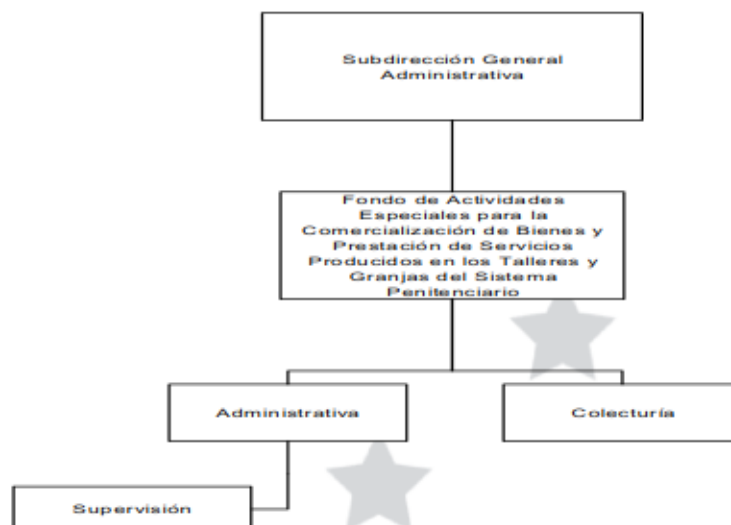 Subdirección General
Administrativa
Fondo de Actividades
Especiales para la
Comercialización de Bienes y
Prestación de Servicios
Producidos en los Talleres y
Granjas del Sistema
Penitenciario
Administrativa
Colecturía
Supervisión